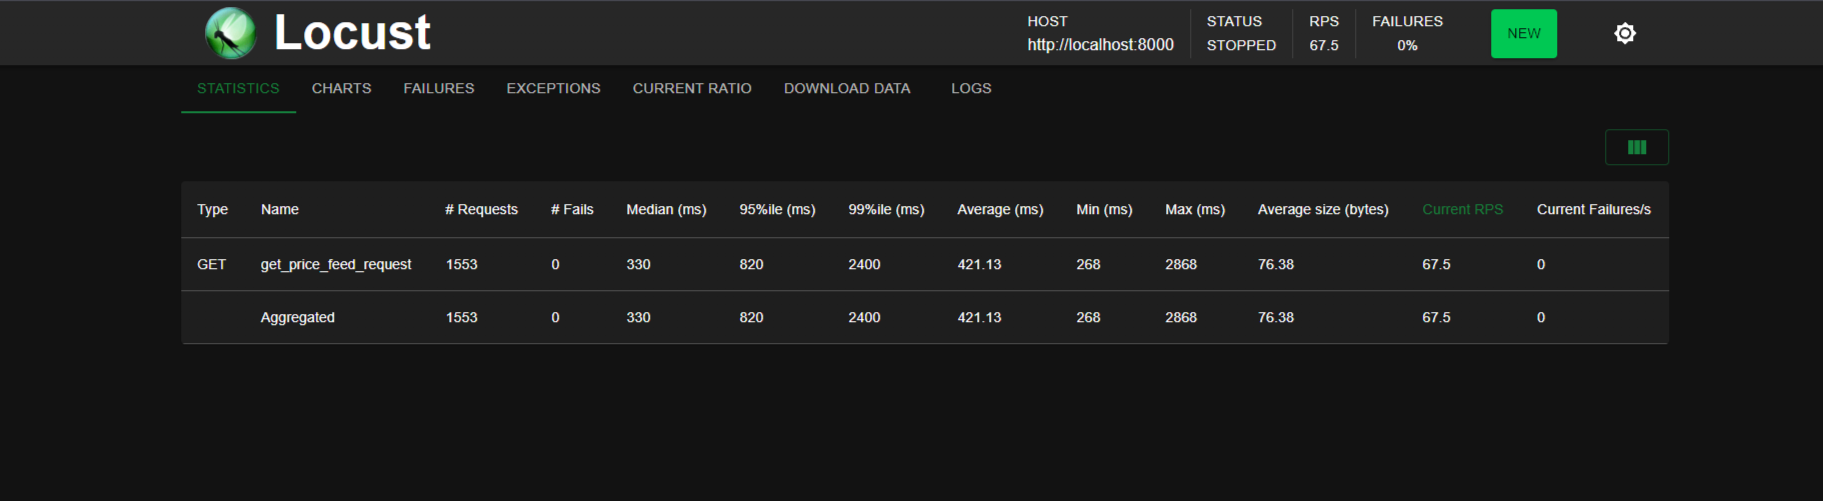 Locust
HOST
http://localhost:8000
STATUS
STOPPED
RPS
67.5
FAILURES
0%
NEW
STATISTICS CHARTS FAILURES EXCEPTIONS CURRENT RATIO DOWNLOAD DATA LOGS
Type Name # Requests # Fails Median (ms) 95%ile (ms) 99%ile (ms) Average (ms) Min (ms) Max (ms) Average size (bytes) Current RPS Current Failures/s
GET get_price_feed_request 1553 0 330 820 2400 421.13 268 2868 76.38 67.5 0
Aggregated 1553 0 330 820 2400 421.13 268 2868 76.38 67.5 0